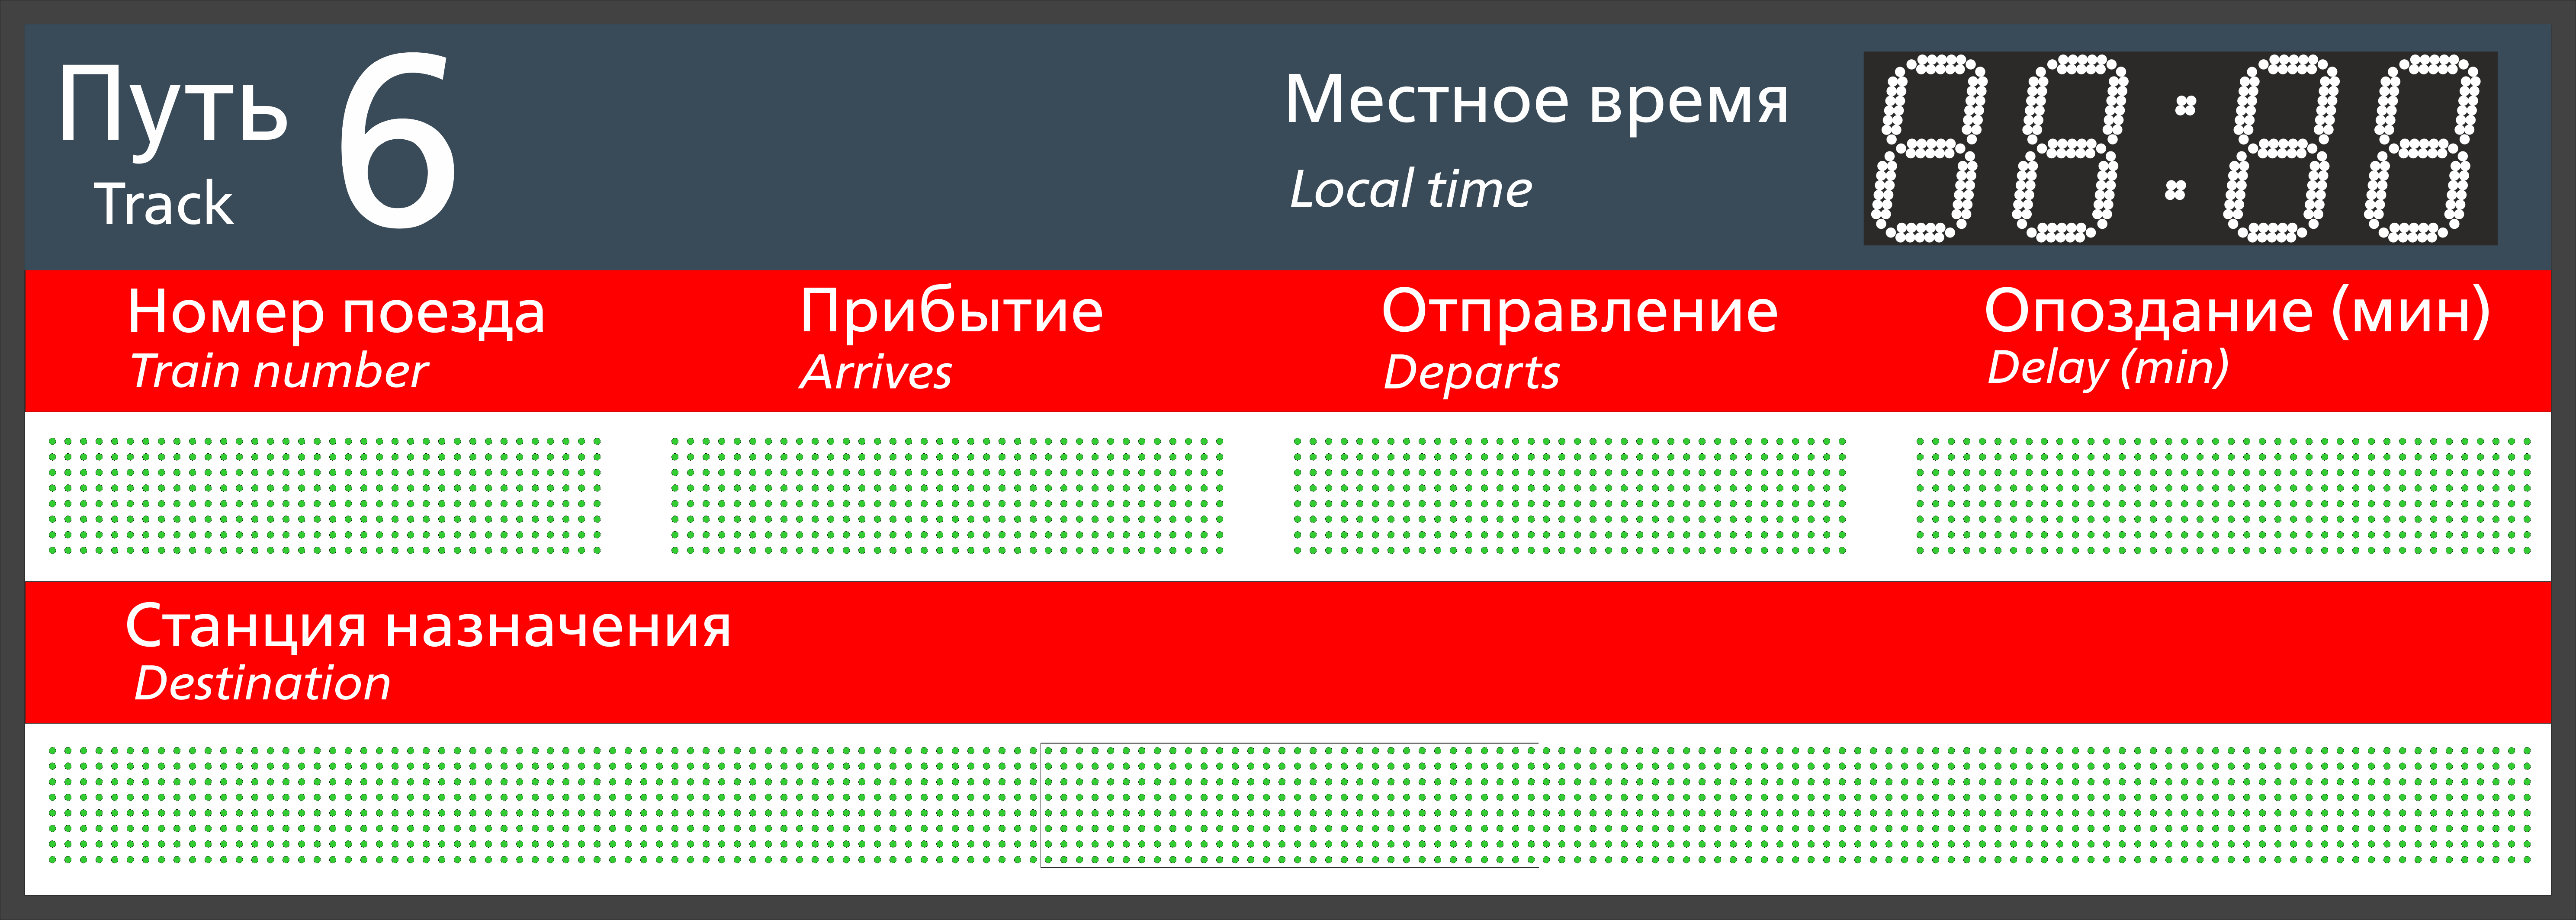 Путь 6
Track
Местное время
Local time
88:88
Номер поезда
Train number
Прибытие
Arrives
Отправление
Departs
Опоздание (мин)
Delay (min)
Станция назначения
Destination